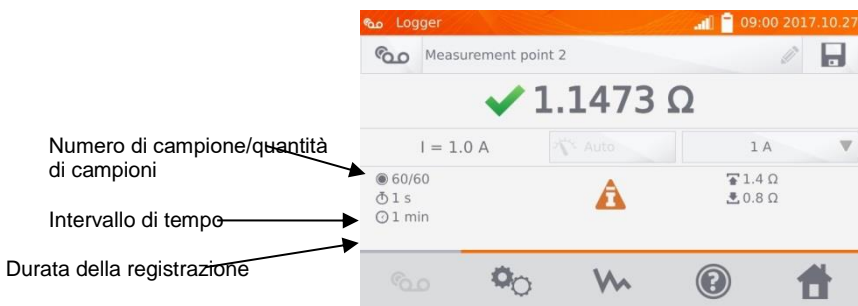 Logger
09:00 2017.10.27
Measurement point 2
1.1473 Ω
Numero di campione/quantità
di campioni
I = 1.0 A
Auto
1 A
60/60
1.4 Ω
1 s
0.8 Ω
Intervallo di tempo
1 min
Durata della registrazione